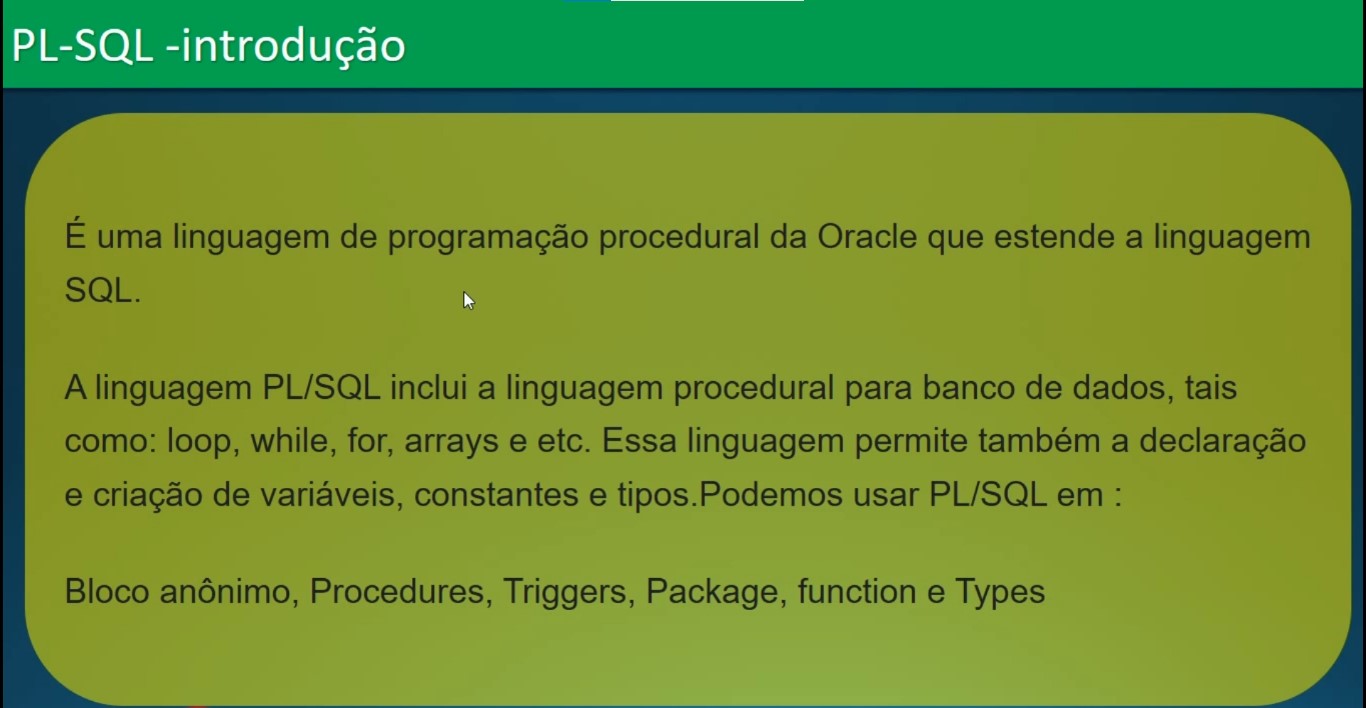 PL-SQL -introdução
É uma linguagem de programação procedural da Oracle que estende a linguagem
SQL.
A linguagem PL/SQL inclui a linguagem procedural para banco de dados, tais
como: loop, while, for, arrays e etc. Essa linguagem permite também a declaração
e criação de variáveis, constantes e tipos.Podemos usar PL/SQL em :
Bloco anônimo, Procedures, Triggers, Package, function e Types